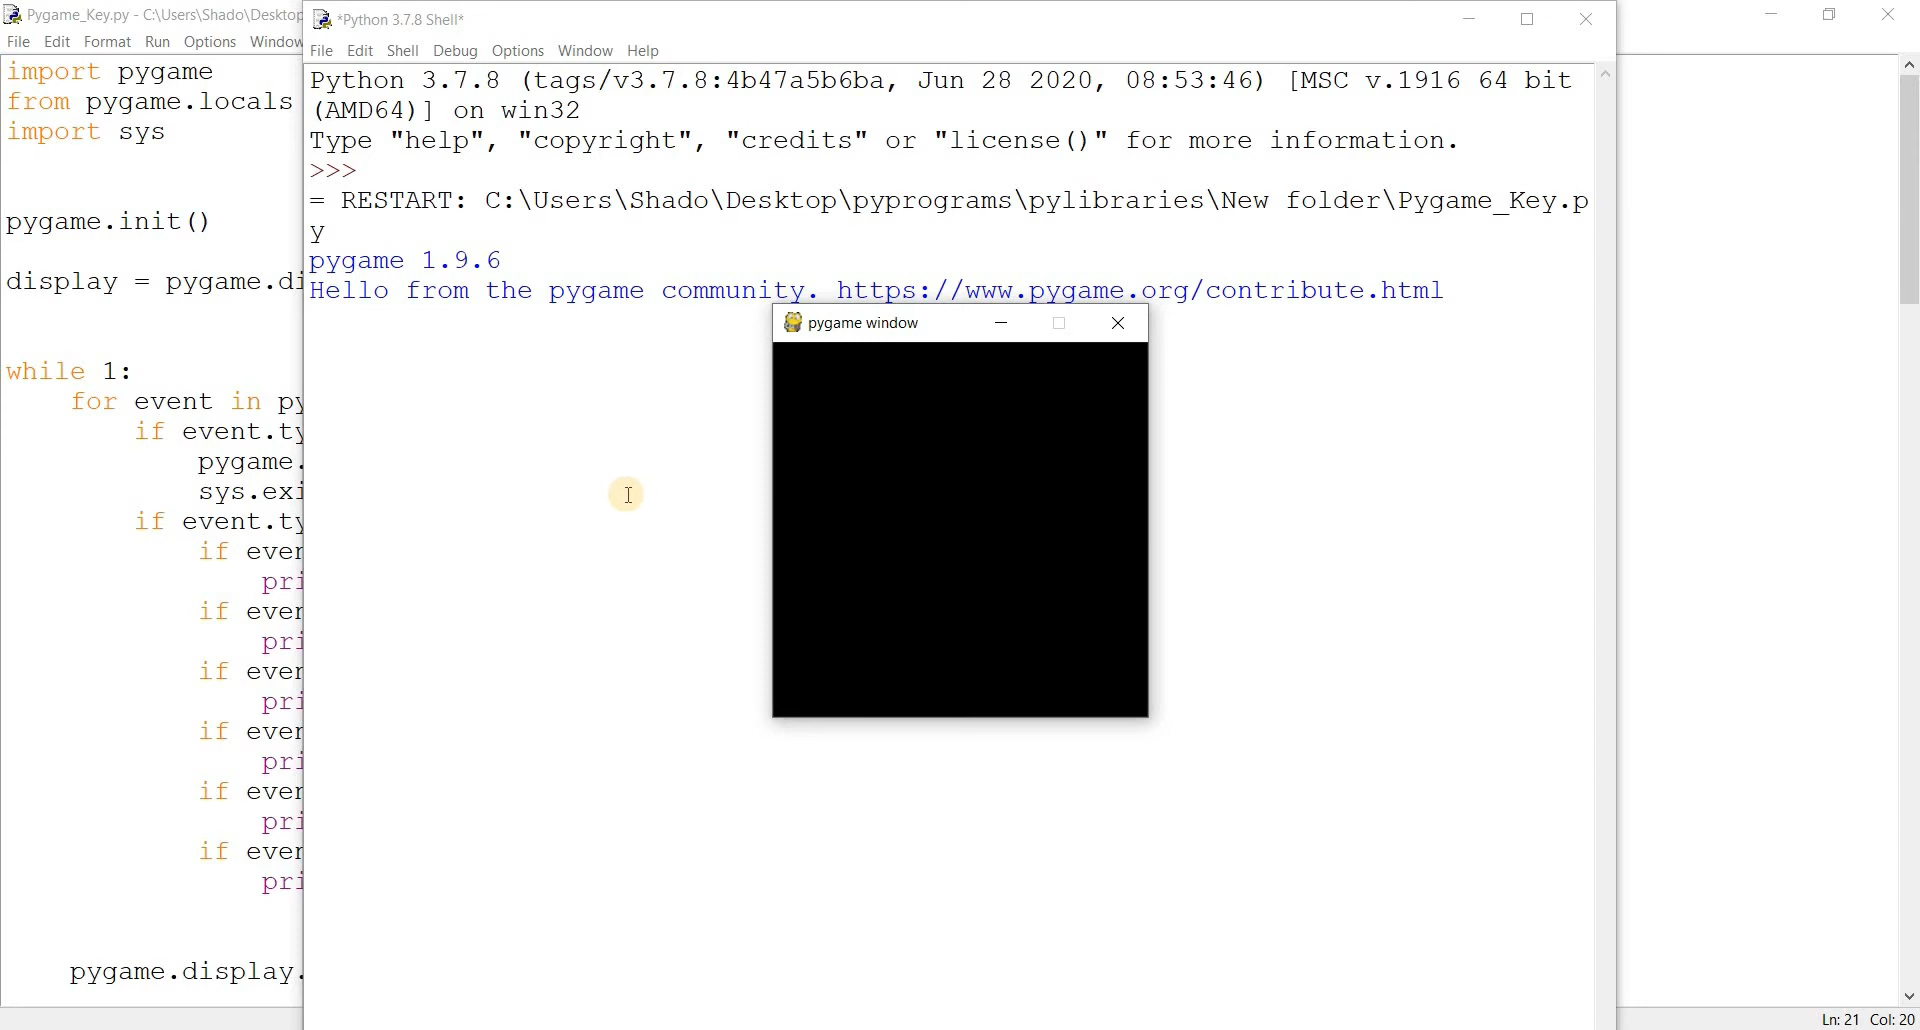 Pygame_Key.py - C:\Users\Shado\Desktop
File Edit Format Run Options Window
import pygame
from pygame.locals
import sys
pygame.init()
display = pygame.di
while 1:
for event in py
if event.ty
pygame.
sys.exi
if event.ty
if even
pri
if even
pri
if even
pri
if even
pri
if even
pri
if even
pri
pygame.display.
*Python 3.7.8 Shell*
File Edit Shell Debug Options Window Help
Python 3.7.8 (tags/v3.7.8:4b47a5b6ba, Jun 28 2020, 08:53:46) [MSC v.1916 64 bit
(AMD64)] on win32
Type "help", "copyright", "credits" or "license()" for more information.
>>>
= RESTART: C:\Users\Shado\Desktop\pyprograms\pylibraries\New folder\Pygame_Key.p
y
pygame 1.9.6
Hello from the pygame community. https://www.pygame.org/contribute.html
pygame window
Ln: 21 Col: 20